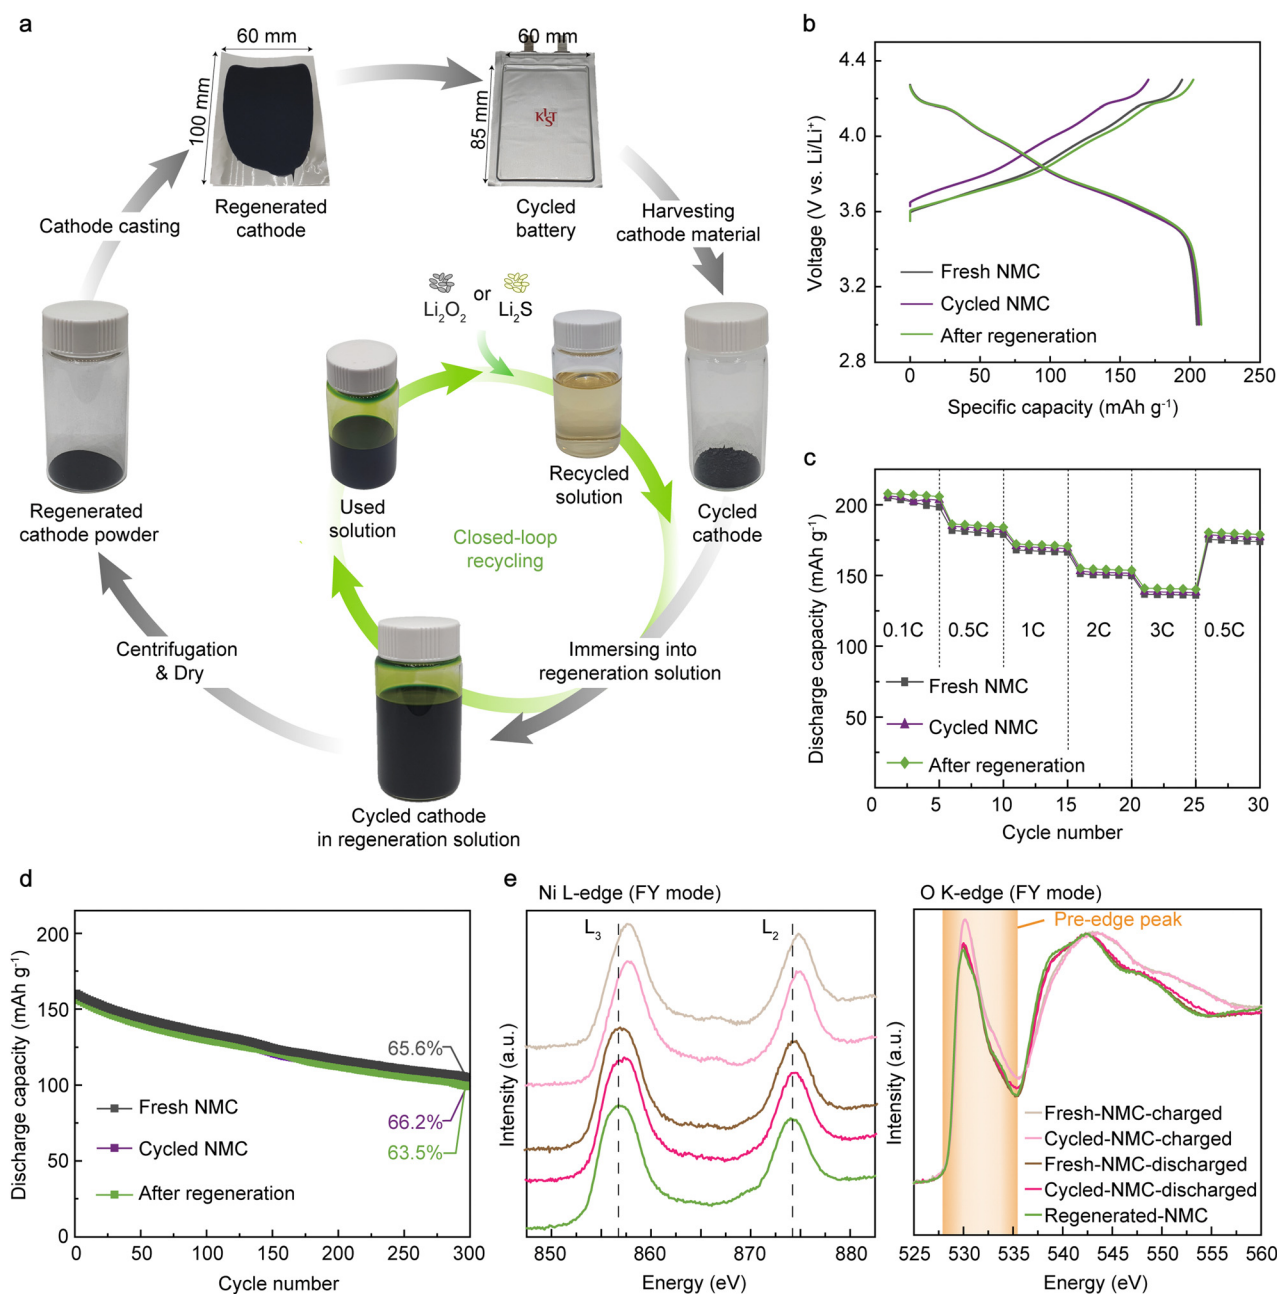 a
60 mm
100 mm
Regenerated
cathode
60 mm
85 mm
KIST
Cycled
battery
Cathode casting
Harvesting
cathode material
Li₂O₂
or
Li₂S
Regenerated
cathode powder
Used
solution
Recycled
solution
Cycled
cathode
Closed-loop
recycling
Centrifugation
& Dry
Immersing into
regeneration solution
Cycled cathode
in regeneration solution
b
Voltage (V vs. Li/Li⁺)
4.4
4.0
3.6
3.2
2.8
Fresh NMC
Cycled NMC
After regeneration
0 50 100 150 200 250
Specific capacity (mAh g⁻¹)
c
Discharge capacity (mAh g⁻¹)
200
150
100
50
0.1C 0.5C 1C 2C 3C 0.5C
Fresh NMC
Cycled NMC
After regeneration
0 5 10 15 20 25 30
Cycle number
d
Discharge capacity (mAh g⁻¹)
200
150
100
50
0
65.6%
66.2%
63.5%
Fresh NMC
Cycled NMC
After regeneration
0 50 100 150 200 250 300
Cycle number
e
Ni L-edge (FY mode)
L₃
L₂
Intensity (a.u.)
850 860 870 880
Energy (eV)
O K-edge (FY mode)
Pre-edge peak
Intensity (a.u.)
Fresh-NMC-charged
Cycled-NMC-charged
Fresh-NMC-discharged
Cycled-NMC-discharged
Regenerated-NMC
525 530 535 540 545 550 555 560
Energy (eV)